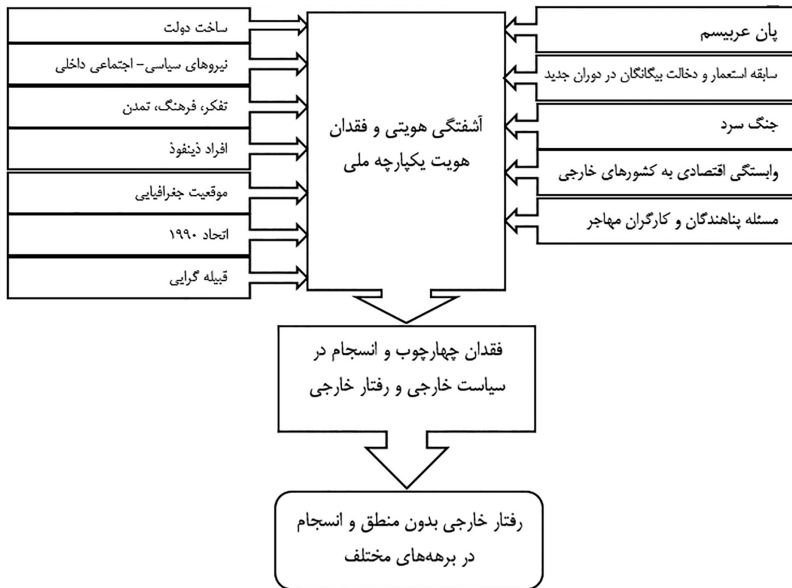 پان عربیسم
سابقه استعمار و دخالت بیگانگان در دوران جدید
جنگ سرد
وابستگی اقتصادی به کشورهای خارجی
مسئله پناهندگان و کارگران مهاجر
آشفتگی هویتی و فقدان
هویت یکپارچه ملی
ساخت دولت
نیروهای سیاسی- اجتماعی داخلی
تفکر، فرهنگ، تمدن
افراد ذینفوذ
موقعیت جغرافیایی
اتحاد ۱۹۹۰
قبیله گرایی
فقدان چهارچوب و انسجام در
سیاست خارجی و رفتار خارجی
رفتار خارجی بدون منطق و انسجام
در برهه‌های مختلف